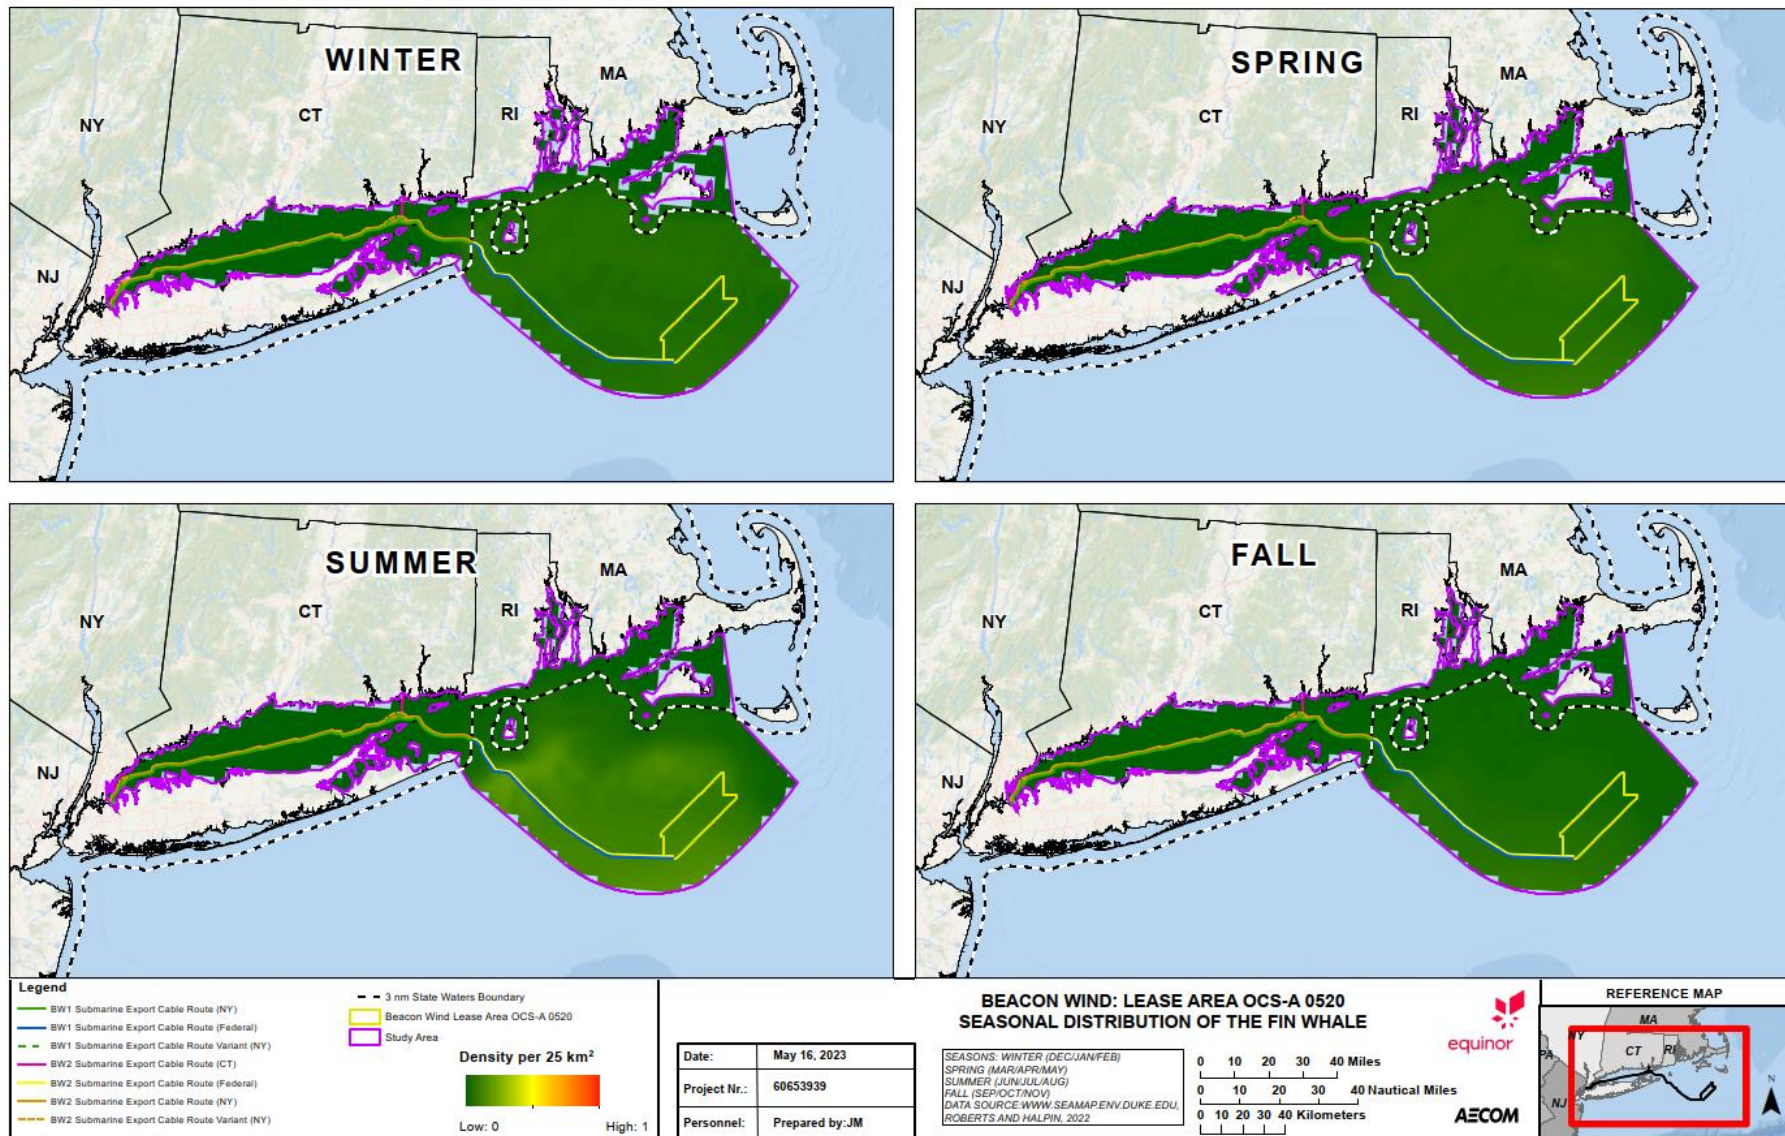 WINTER
MA
NY
CT
RI
NJ
SPRING
MA
NY
CT
RI
NJ
SUMMER
MA
NY
CT
RI
NJ
FALL
MA
NY
CT
RI
NJ
Legend
BW1 Submarine Export Cable Route (NY)
BW1 Submarine Export Cable Route (Federal)
BW1 Submarine Export Cable Route Variant (NY)
BW2 Submarine Export Cable Route (CT)
BW2 Submarine Export Cable Route (Federal)
BW2 Submarine Export Cable Route (NY)
BW2 Submarine Export Cable Route Variant (NY)
3 nm State Waters Boundary
Beacon Wind Lease Area OCS-A 0520
Study Area
Density per 25 km²
Low: 0 High: 1
Date: May 16, 2023
Project Nr.: 60653939
Personnel: Prepared by:JM
BEACON WIND: LEASE AREA OCS-A 0520
SEASONAL DISTRIBUTION OF THE FIN WHALE
SEASONS: WINTER (DEC/JAN/FEB)
SPRING (MAR/APR/MAY)
SUMMER (JUN/JUL/AUG)
FALL (SEP/OCT/NOV)
DATA SOURCE:WWW.SEAMAP.ENV.DUKE.EDU,
ROBERTS AND HALPIN, 2022
0 10 20 30 40 Miles
0 10 20 30 40 Nautical Miles
0 10 20 30 40 Kilometers
equinor
AECOM
REFERENCE MAP
MA
NY
CT
RI
PA
NJ
N